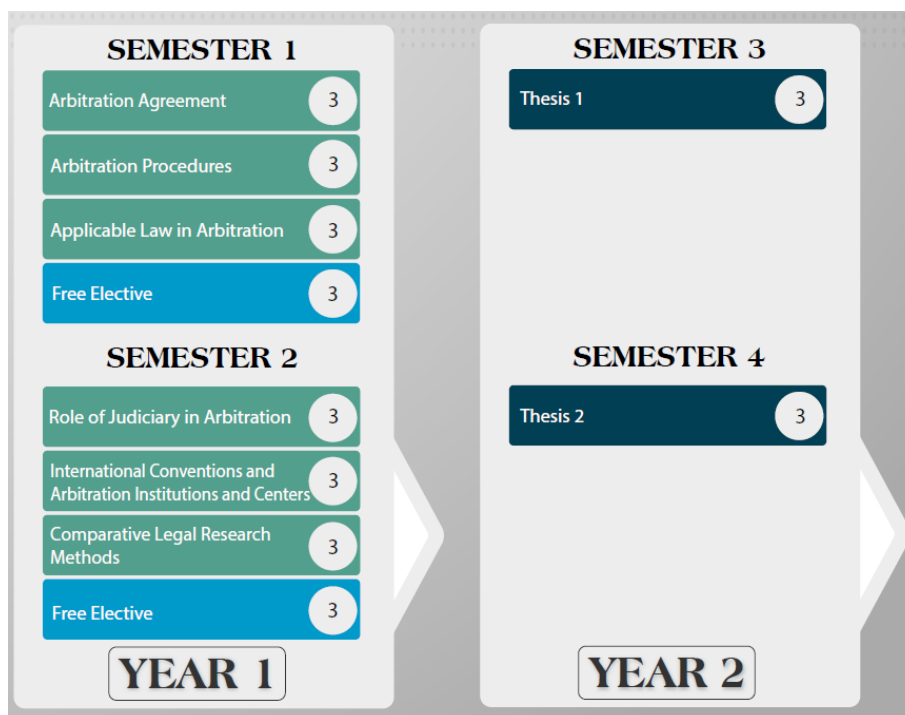 SEMESTER 1
Arbitration Agreement 3
Arbitration Procedures 3
Applicable Law in Arbitration 3
Free Elective 3
SEMESTER 2
Role of Judiciary in Arbitration 3
International Conventions and
Arbitration Institutions and Centers 3
Comparative Legal Research
Methods 3
Free Elective 3
YEAR 1
SEMESTER 3
Thesis 1 3
SEMESTER 4
Thesis 2 3
YEAR 2